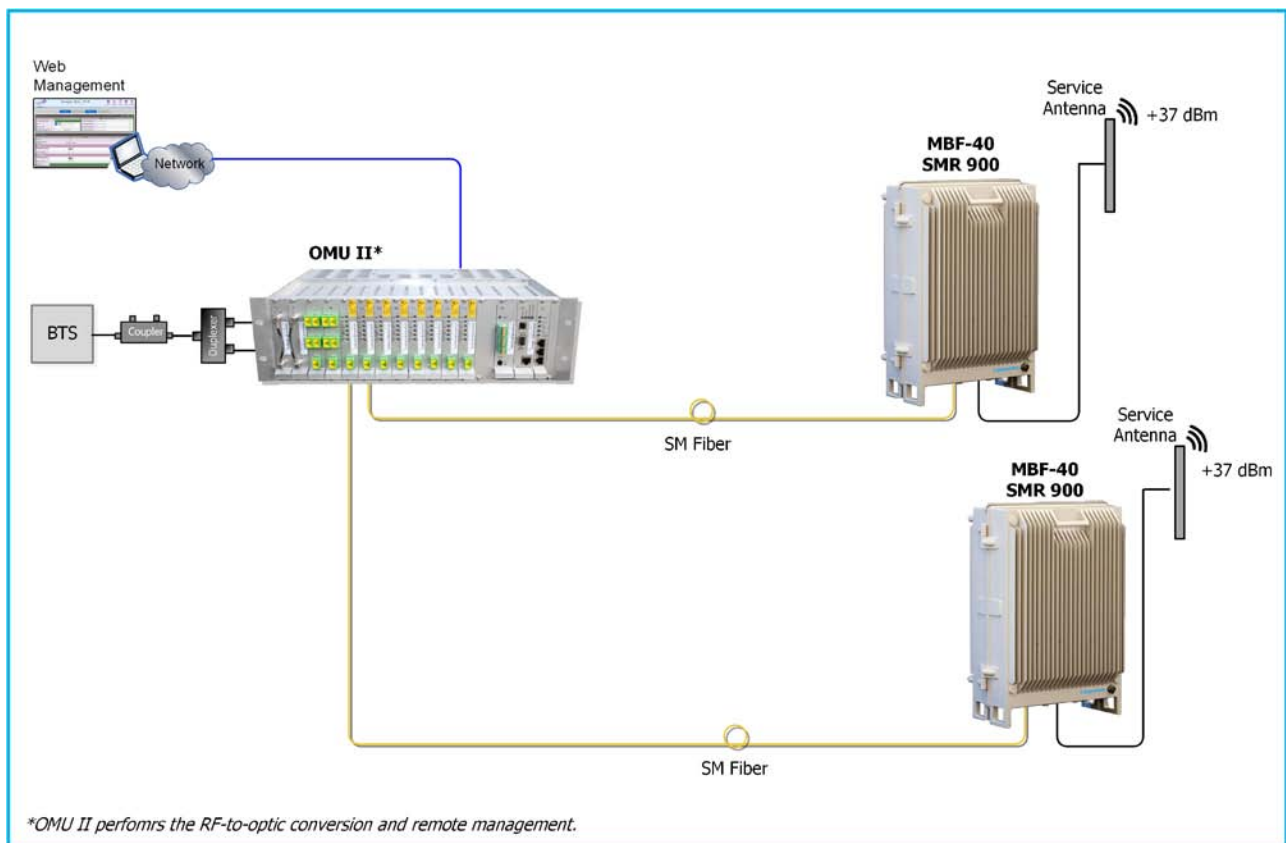 Web
Management
Network
OMU II*
BTS
Coupler
Duplexer
MBF-40
SMR 900
Service
Antenna
+37 dBm
SM Fiber
MBF-40
SMR 900
Service
Antenna
+37 dBm
SM Fiber
*OMU II perfomrs the RF-to-optic conversion and remote management.